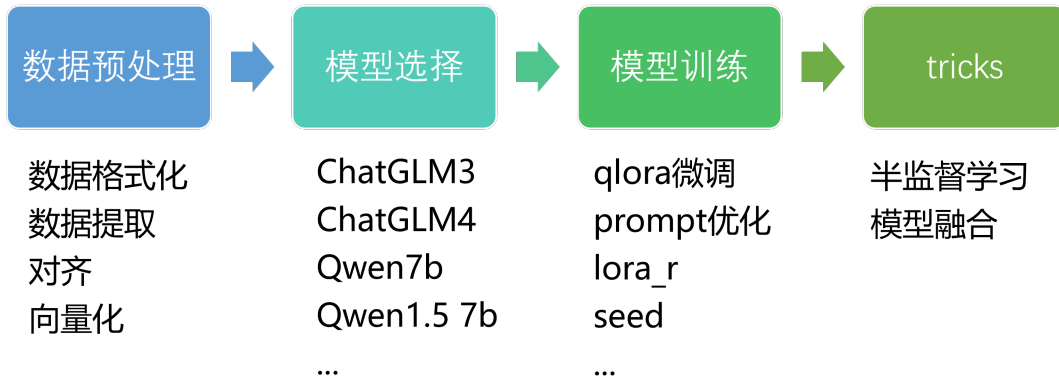 数据预处理
模型选择
模型训练
tricks
数据格式化
数据提取
对齐
向量化
ChatGLM3
ChatGLM4
Qwen7b
Qwen1.5 7b
...
qlora微调
prompt优化
lora_r
seed
...
半监督学习
模型融合